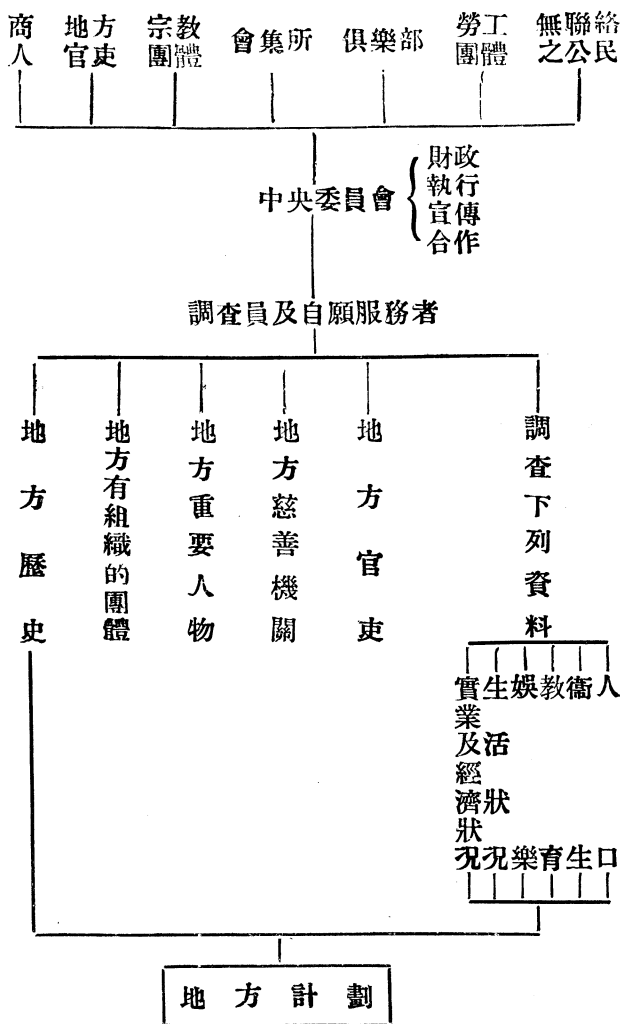 無聯絡
之公民
勞工
團體
俱樂部
會集所
宗教
團體
地方
官吏
商人
中央委員會
財政
執行
宣傳
合作
調查員及自願服務者
調查下列資料
地方官吏
地方慈善機關
地方重要人物
地方有組織的團體
地方歷史
人口
衞生
教育
娛樂
生活狀況
實業及經濟狀況
地方計劃